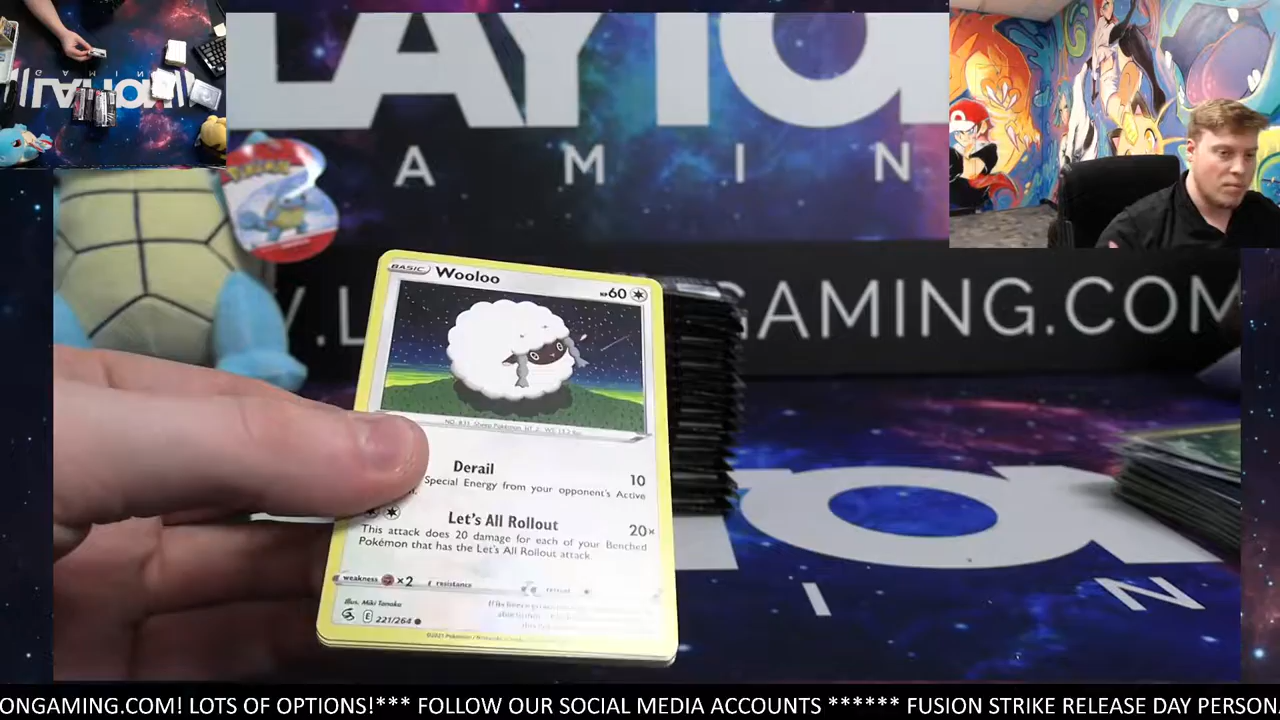 LAYTO
A M I N
GAMING.COM
BASIC Wooloo
60
Derail 10
Special Energy from your opponent's Active
Let's All Rollout 20×
This attack does 20 damage for each of your Benched
Pokémon that has the Let's All Rollout attack.
weakness ×2 resistance
Illus. Miki Tanaka
E 221/264
I N
ONGAMING.COM! LOTS OF OPTIONS!*** FOLLOW OUR SOCIAL MEDIA ACCOUNTS ****** FUSION STRIKE RELEASE DAY PERSON